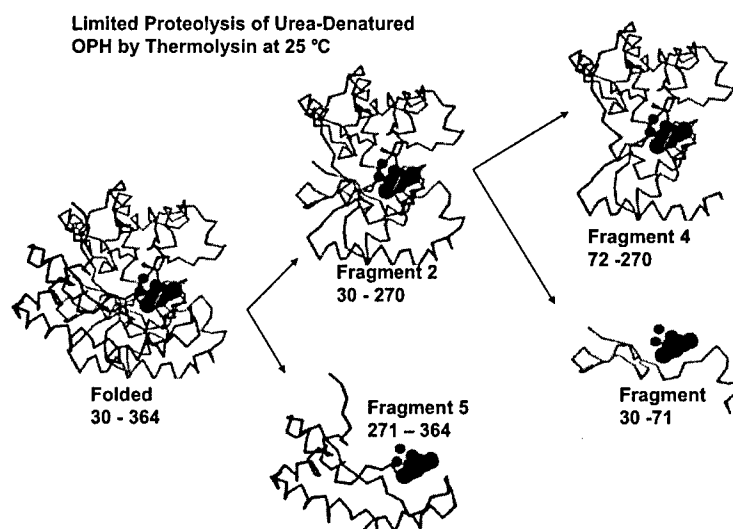 Limited Proteolysis of Urea-Denatured
OPH by Thermolysin at 25 °C
Folded
30 - 364
Fragment 2
30 - 270
Fragment 5
271 – 364
Fragment 4
72 -270
Fragment
30 -71